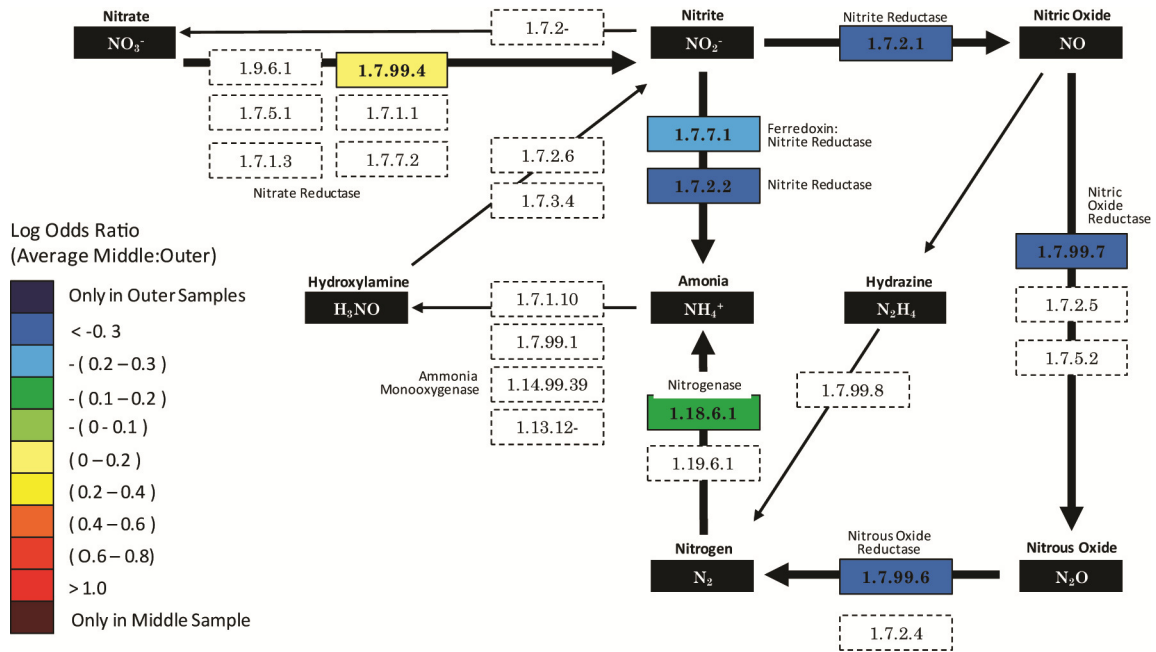 Nitrate
NO₃⁻
1.7.2-
Nitrite
NO₂⁻
Nitrite Reductase
1.7.2.1
Nitric Oxide
NO
1.9.6.1
1.7.99.4
1.7.5.1
1.7.1.1
1.7.1.3
1.7.7.2
Nitrate Reductase
1.7.2.6
1.7.3.4
1.7.7.1
Ferredoxin:
Nitrite Reductase
1.7.2.2
Nitrite Reductase
Nitric
Oxide
Reductase
1.7.99.7
1.7.2.5
1.7.5.2
Hydroxylamine
H₃NO
1.7.1.10
1.7.99.1
Ammonia
Monooxygenase
1.14.99.39
1.13.12-
Amonia
NH₄⁺
Nitrogenase
1.18.6.1
1.19.6.1
Hydrazine
N₂H₄
1.7.99.8
Nitrogen
N₂
Nitrous Oxide
Reductase
1.7.99.6
1.7.2.4
Nitrous Oxide
N₂O
Log Odds Ratio
(Average Middle:Outer)
Only in Outer Samples
< -0.3
-( 0.2 – 0.3)
-( 0.1 – 0.2)
-( 0 - 0.1 )
( 0 – 0.2 )
( 0.2 – 0.4 )
( 0.4 – 0.6 )
( O.6 – 0.8)
> 1.0
Only in Middle Sample